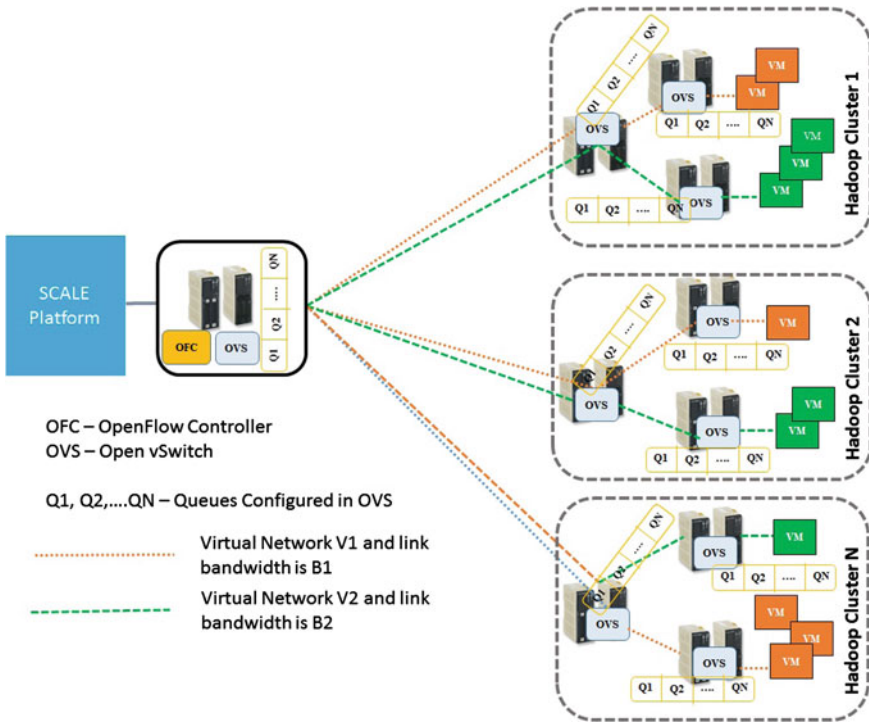 SCALE
Platform
OFC
OVS
Q1 Q2 .... QN
OFC – OpenFlow Controller
OVS – Open vSwitch
Q1, Q2,....QN – Queues Configured in OVS
Virtual Network V1 and link
bandwidth is B1
Virtual Network V2 and link
bandwidth is B2
Hadoop Cluster 1
Q1 Q2 .... QN
OVS
OVS
Q1 Q2 .... QN
VM
VM
OVS
Q1 Q2 .... QN
VM
VM
VM
Hadoop Cluster 2
Q1 Q2 .... QN
OVS
OVS
Q1 Q2 .... QN
VM
OVS
Q1 Q2 .... QN
VM
VM
Hadoop Cluster N
Q1 Q2 .... QN
OVS
OVS
Q1 Q2 .... QN
VM
OVS
Q1 Q2 .... QN
VM
VM
VM